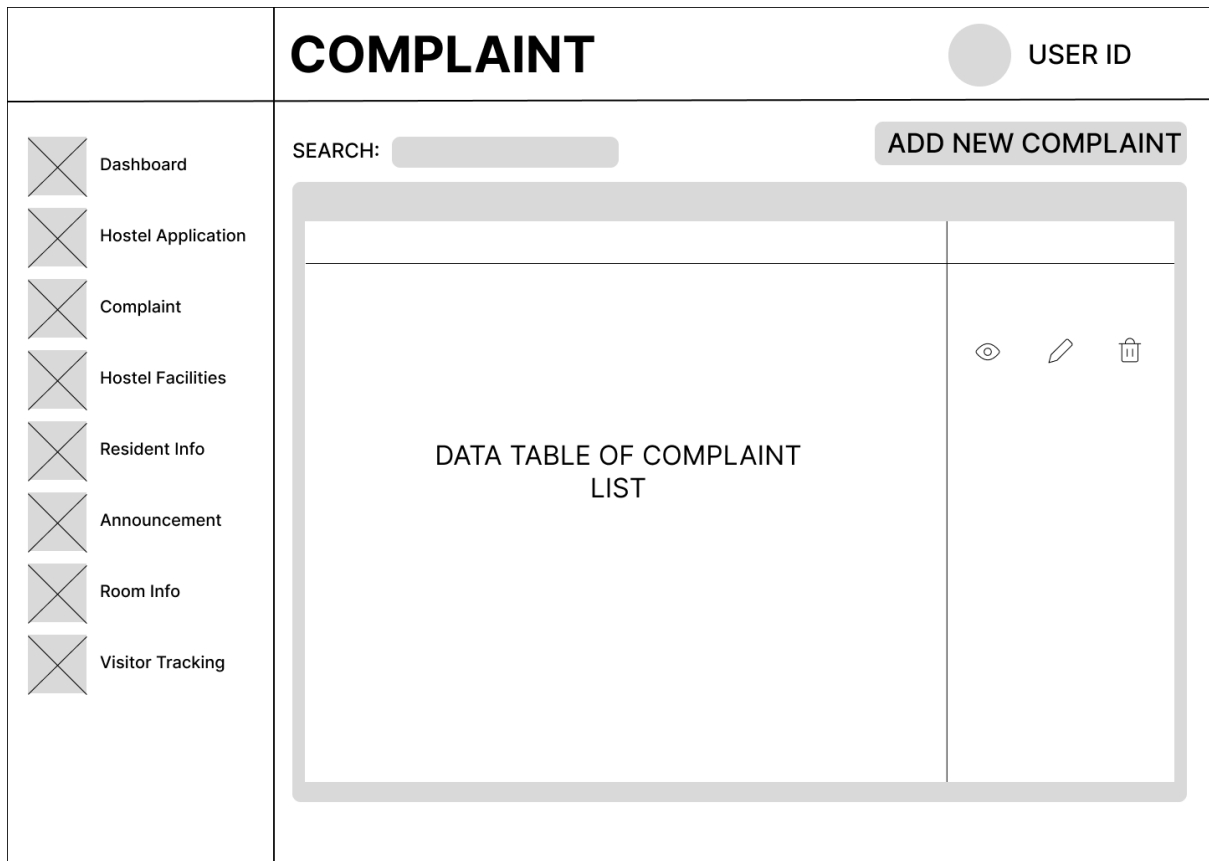 COMPLAINT
USER ID
Dashboard
Hostel Application
Complaint
Hostel Facilities
Resident Info
Announcement
Room Info
Visitor Tracking
SEARCH:
ADD NEW COMPLAINT
DATA TABLE OF COMPLAINT
LIST